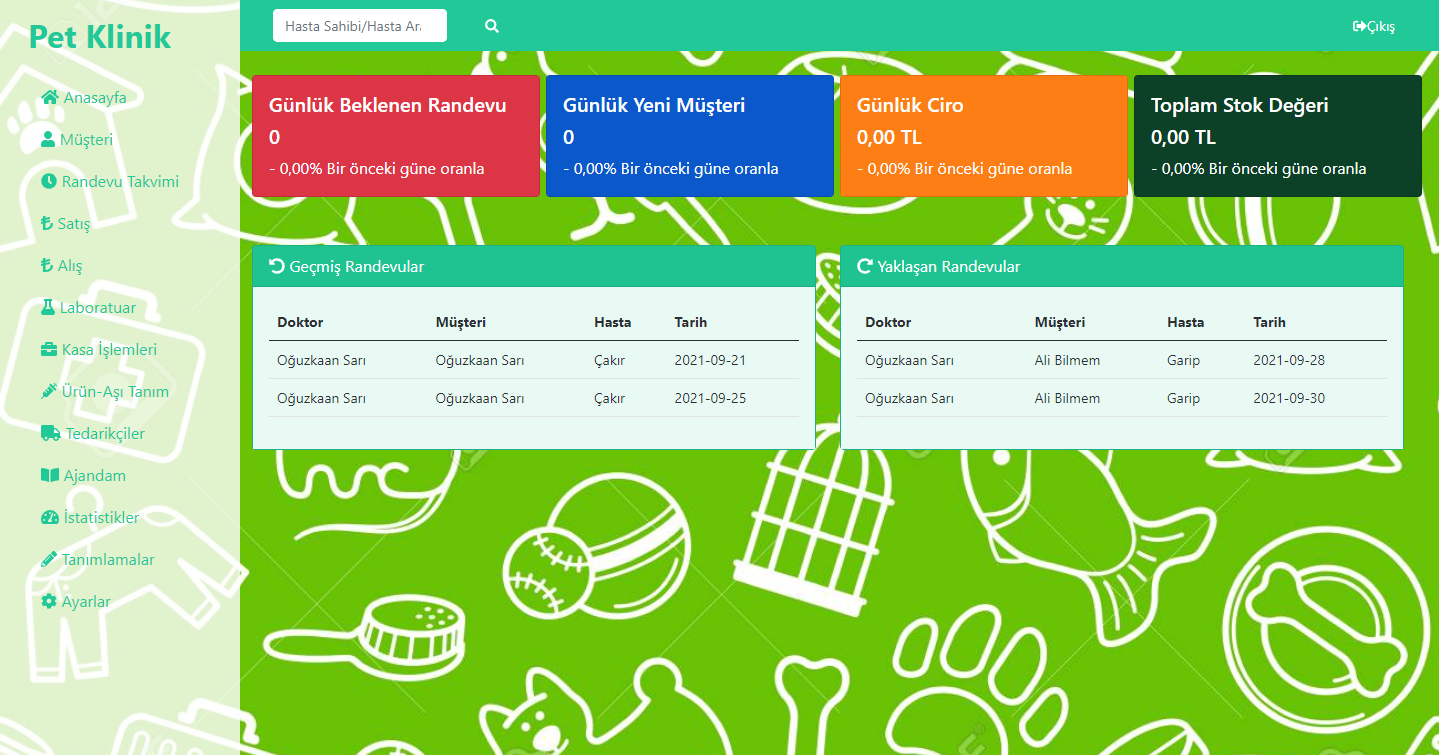 Pet Klinik
Hasta Sahibi/Hasta Ar
Çıkış
Anasayfa
Müşteri
Randevu Takvimi
Satış
Alış
Laboratuar
Kasa İşlemleri
Ürün-Aşı Tanım
Tedarikçiler
Ajandam
İstatistikler
Tanımlamalar
Ayarlar
Günlük Beklenen Randevu
0
- 0,00% Bir önceki güne oranla
Günlük Yeni Müşteri
0
- 0,00% Bir önceki güne oranla
Günlük Ciro
0,00 TL
- 0,00% Bir önceki güne oranla
Toplam Stok Değeri
0,00 TL
- 0,00% Bir önceki güne oranla
Geçmiş Randevular
Doktor Müşteri Hasta Tarih
Oğuzkaan Sarı Oğuzkaan Sarı Çakır 2021-09-21
Oğuzkaan Sarı Oğuzkaan Sarı Çakır 2021-09-25
Yaklaşan Randevular
Doktor Müşteri Hasta Tarih
Oğuzkaan Sarı Ali Bilmem Garip 2021-09-28
Oğuzkaan Sarı Ali Bilmem Garip 2021-09-30